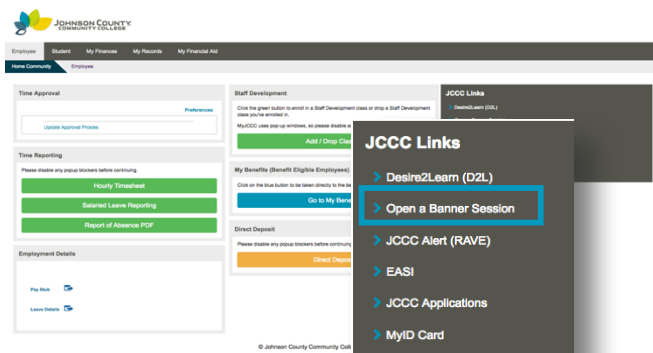 JOHNSON COUNTY
COMMUNITY COLLEGE
Employee Student My Finances My Records My Financial Aid
Home Community Employee
Time Approval
Preferences
Update Approval Proxies
Time Reporting
Please disable any popup blockers before continuing.
Hourly Timesheet
Salaried Leave Reporting
Report of Absence PDF
Employment Details
Pay Stub
Leave Details
Staff Development
Click the green button to enroll in a Staff Development class or drop a Staff Development
class you've enrolled in.
MyJCCC uses pop-up windows, so please disable
Add / Drop Clas
My Benefits (Benefit Eligible Employees)
Click on the blue button to be taken directly to the be
Go to My Bene
Direct Deposit
Please disable any popup blockers before continuing
Direct Depos
JCCC Links
Desire2Learn (D2L)
JCCC Links
Desire2Learn (D2L)
Open a Banner Session
JCCC Alert (RAVE)
EASI
JCCC Applications
MyID Card
© Johnson County Community Coll